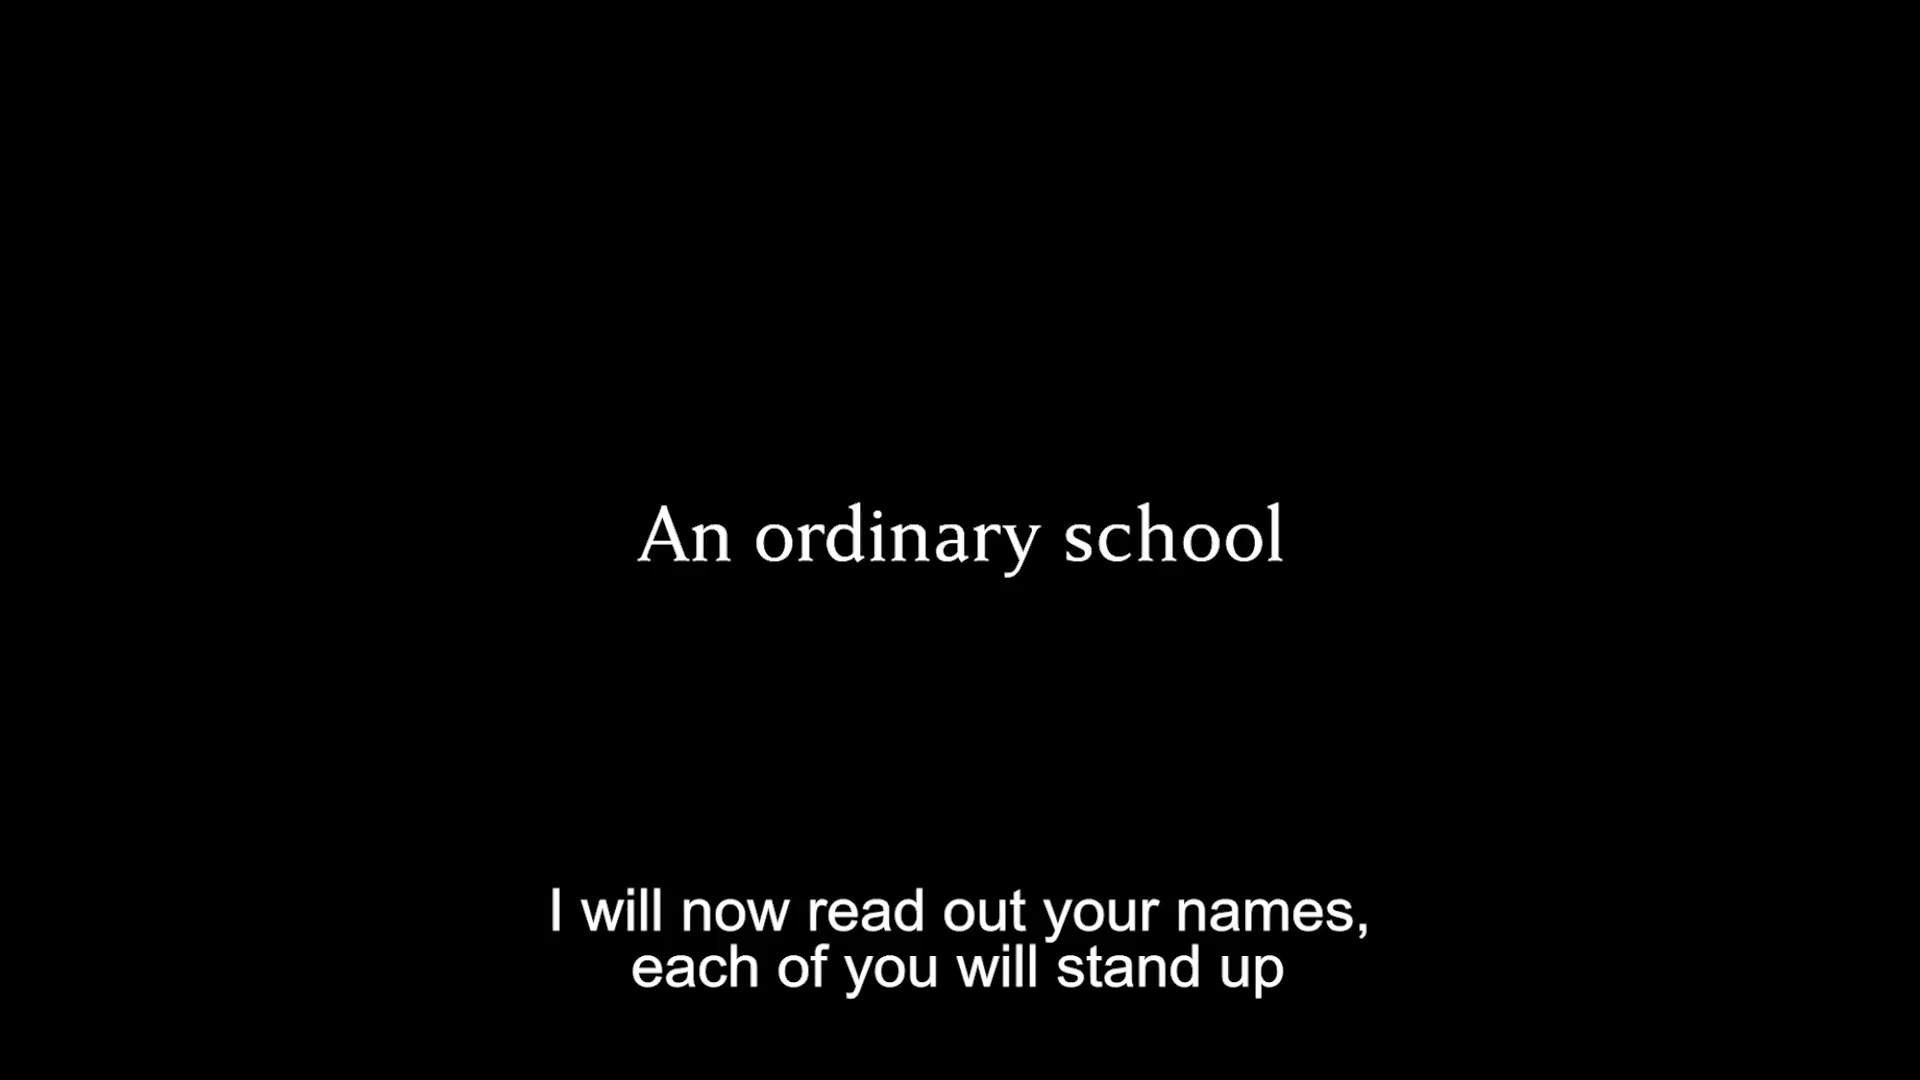 An ordinary school
I will now read out your names,
each of you will stand up